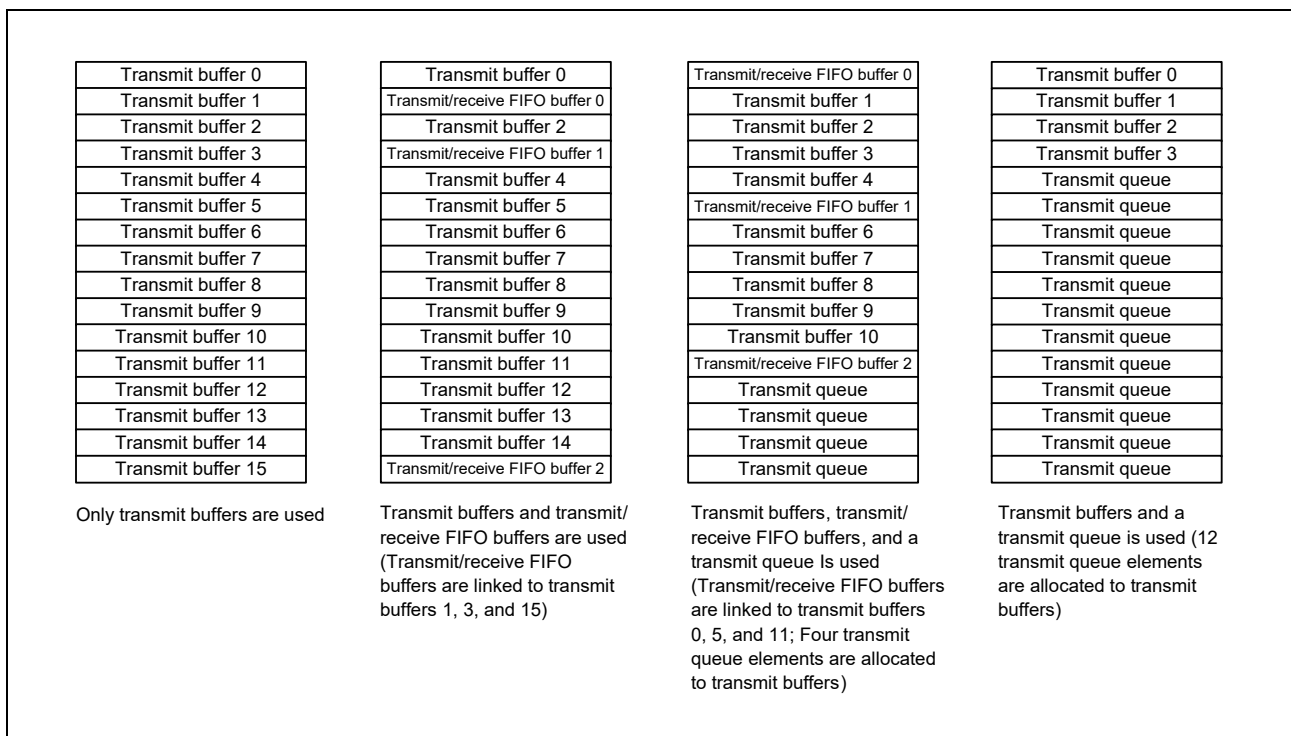 Transmit buffer 0
Transmit buffer 1
Transmit buffer 2
Transmit buffer 3
Transmit buffer 4
Transmit buffer 5
Transmit buffer 6
Transmit buffer 7
Transmit buffer 8
Transmit buffer 9
Transmit buffer 10
Transmit buffer 11
Transmit buffer 12
Transmit buffer 13
Transmit buffer 14
Transmit buffer 15
Only transmit buffers are used
Transmit buffer 0
Transmit/receive FIFO buffer 0
Transmit buffer 2
Transmit/receive FIFO buffer 1
Transmit buffer 4
Transmit buffer 5
Transmit buffer 6
Transmit buffer 7
Transmit buffer 8
Transmit buffer 9
Transmit buffer 10
Transmit buffer 11
Transmit buffer 12
Transmit buffer 13
Transmit buffer 14
Transmit/receive FIFO buffer 2
Transmit buffers and transmit/
receive FIFO buffers are used
(Transmit/receive FIFO
buffers are linked to transmit
buffers 1, 3, and 15)
Transmit/receive FIFO buffer 0
Transmit buffer 1
Transmit buffer 2
Transmit buffer 3
Transmit buffer 4
Transmit/receive FIFO buffer 1
Transmit buffer 6
Transmit buffer 7
Transmit buffer 8
Transmit buffer 9
Transmit buffer 10
Transmit/receive FIFO buffer 2
Transmit queue
Transmit queue
Transmit queue
Transmit queue
Transmit buffers, transmit/
receive FIFO buffers, and a
transmit queue Is used
(Transmit/receive FIFO buffers
are linked to transmit buffers
0, 5, and 11; Four transmit
queue elements are allocated
to transmit buffers)
Transmit buffer 0
Transmit buffer 1
Transmit buffer 2
Transmit buffer 3
Transmit queue
Transmit queue
Transmit queue
Transmit queue
Transmit queue
Transmit queue
Transmit queue
Transmit queue
Transmit queue
Transmit queue
Transmit queue
Transmit queue
Transmit buffers and a
transmit queue is used (12
transmit queue elements
are allocated to transmit
buffers)